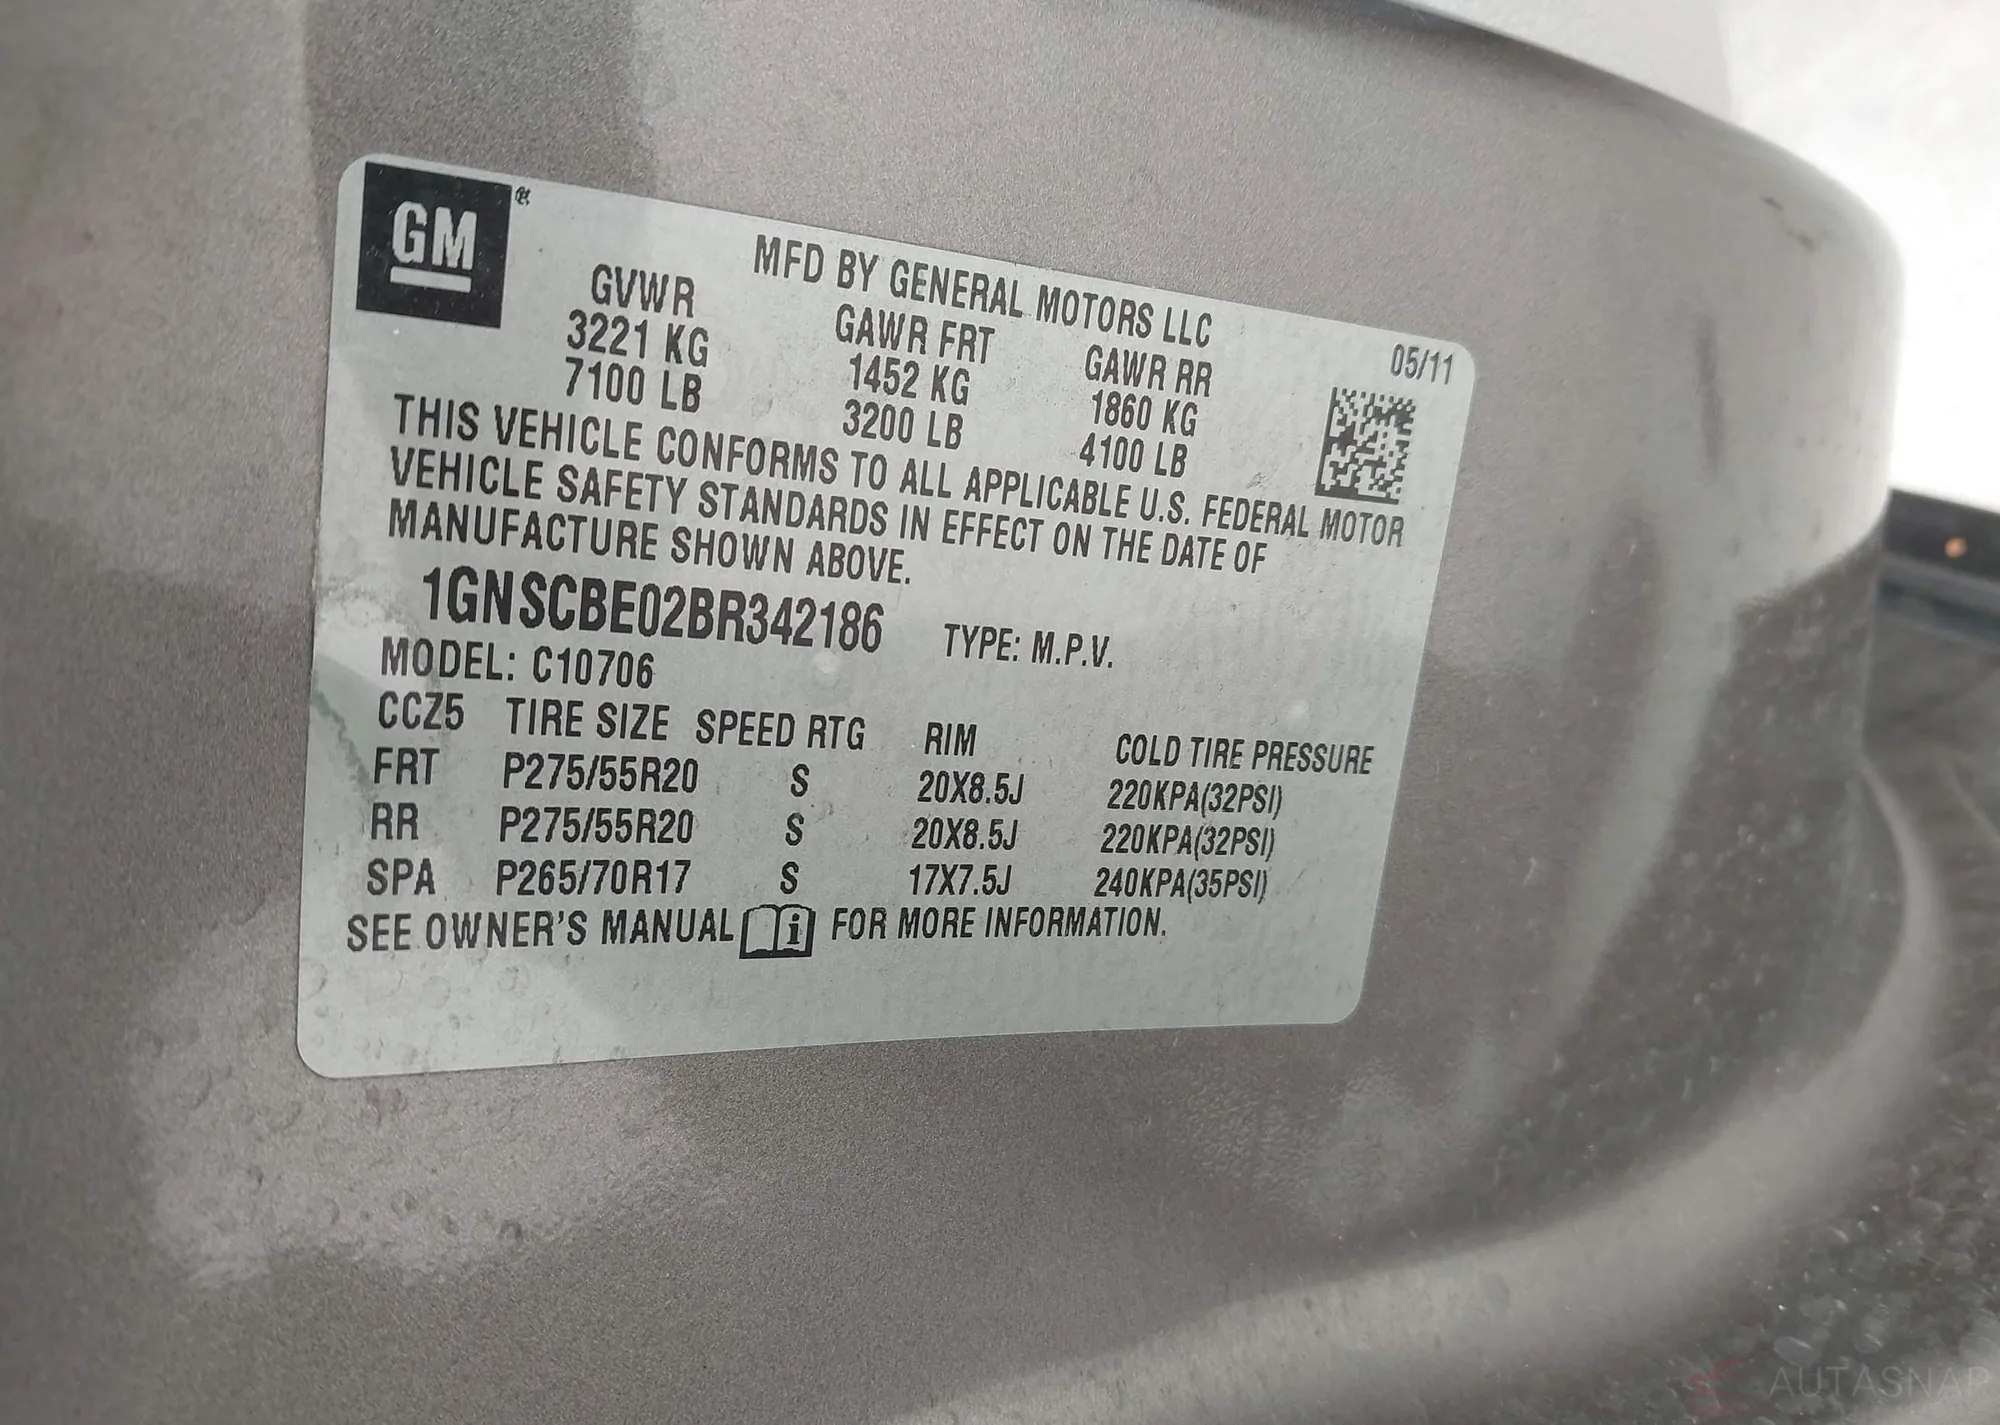 GM
MFD BY GENERAL MOTORS LLC
05/11
GVWR GAWR FRT GAWR RR
3221 KG 1452 KG 1860 KG
7100 LB 3200 LB 4100 LB
THIS VEHICLE CONFORMS TO ALL APPLICABLE U.S. FEDERAL MOTOR
VEHICLE SAFETY STANDARDS IN EFFECT ON THE DATE OF
MANUFACTURE SHOWN ABOVE.
1GNSCBE02BR342186 TYPE: M.P.V.
MODEL: C10706
CCZ5 TIRE SIZE SPEED RTG RIM COLD TIRE PRESSURE
FRT P275/55R20 S 20X8.5J 220KPA(32PSI)
RR P275/55R20 S 20X8.5J 220KPA(32PSI)
SPA P265/70R17 S 17X7.5J 240KPA(35PSI)
SEE OWNER'S MANUAL i FOR MORE INFORMATION.
AUTASNAP